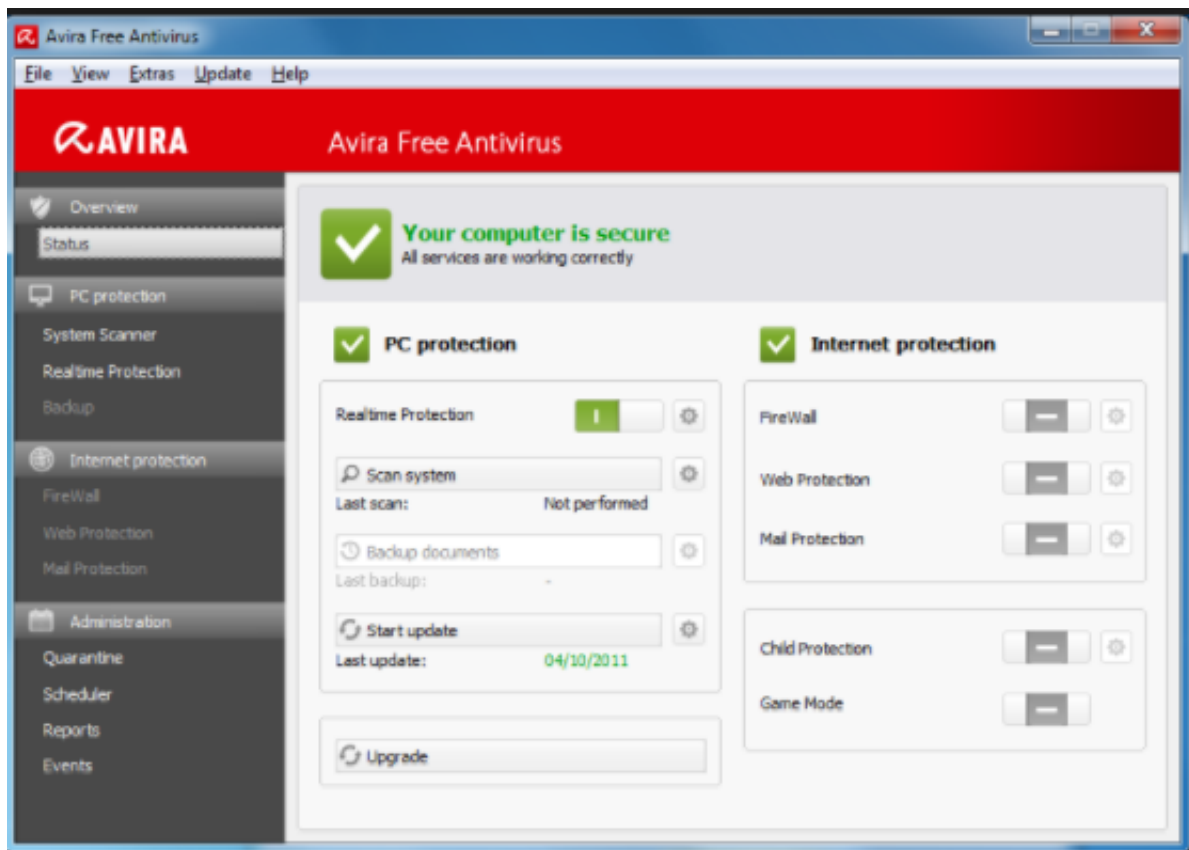 Avira Free Antivirus
File View Extras Update Help
AVIRA Avira Free Antivirus
Overview
Status
PC protection
System Scanner
Realtime Protection
Backup
Internet protection
FireWall
Web Protection
Mail Protection
Administration
Quarantine
Scheduler
Reports
Events
Your computer is secure
All services are working correctly
PC protection
Realtime Protection
Scan system
Last scan: Not performed
Backup documents
Last backup: -
Start update
Last update: 04/10/2011
Upgrade
Internet protection
FireWall
Web Protection
Mail Protection
Child Protection
Game Mode